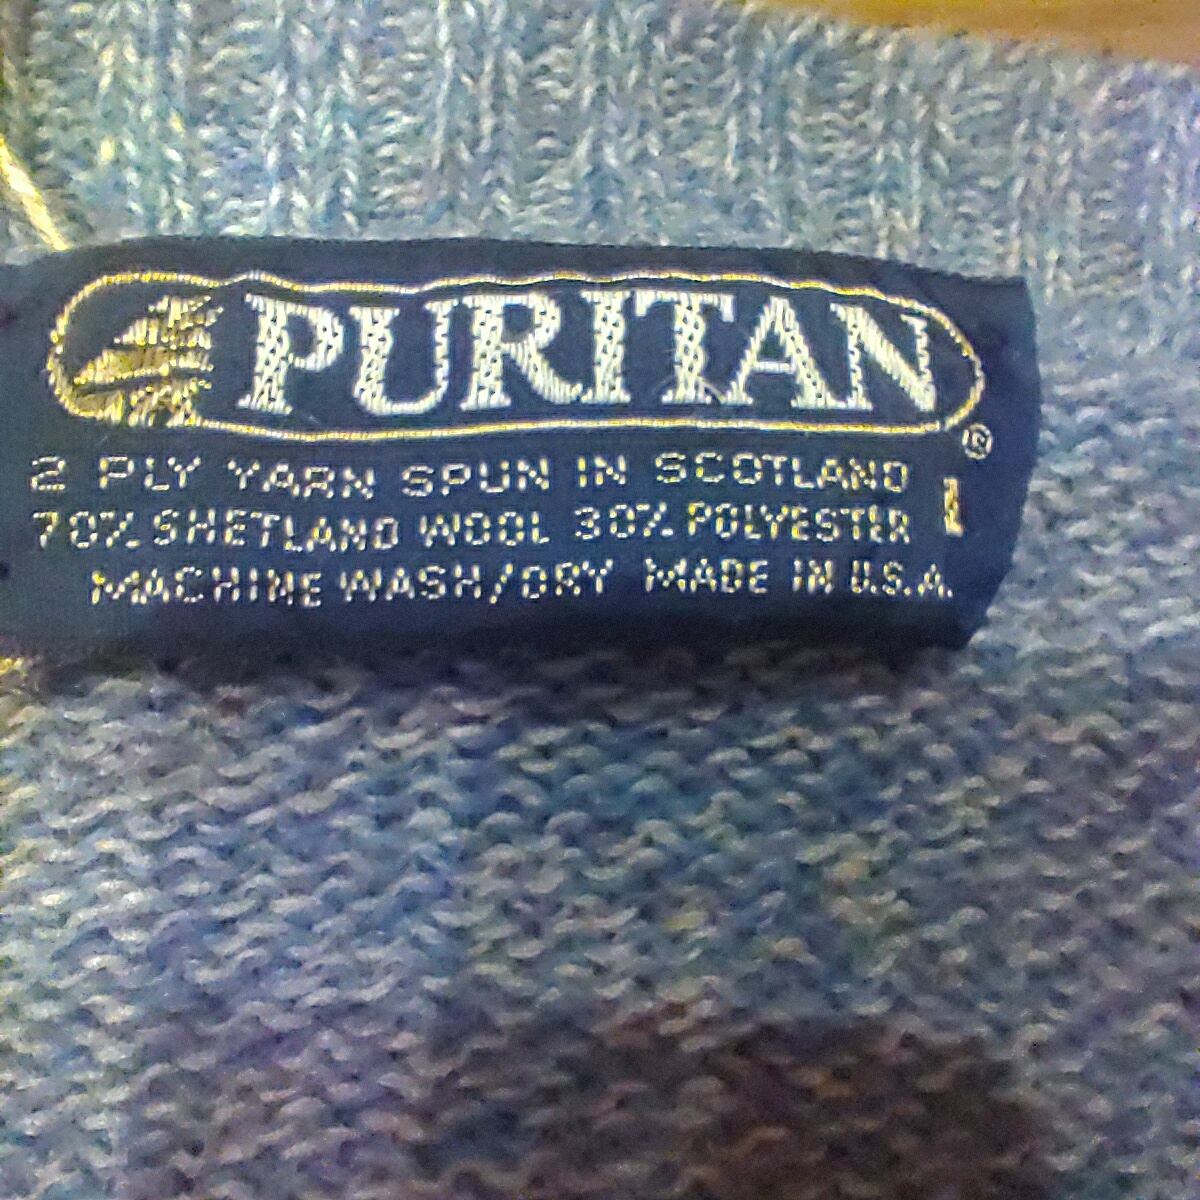 PURITAN®
2 PLY YARN SPUN IN SCOTLAND
70% SHETLAND WOOL 30% POLYESTER
MACHINE WASH/DRY MADE IN U.S.A.